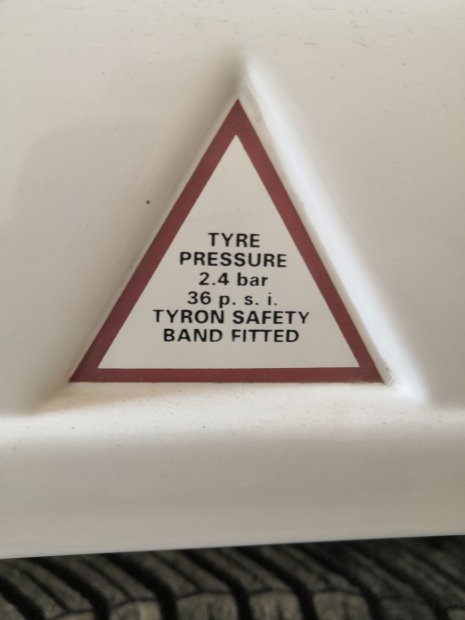 TYRE
PRESSURE
2.4 bar
36 p. s. i.
TYRON SAFETY
BAND FITTED